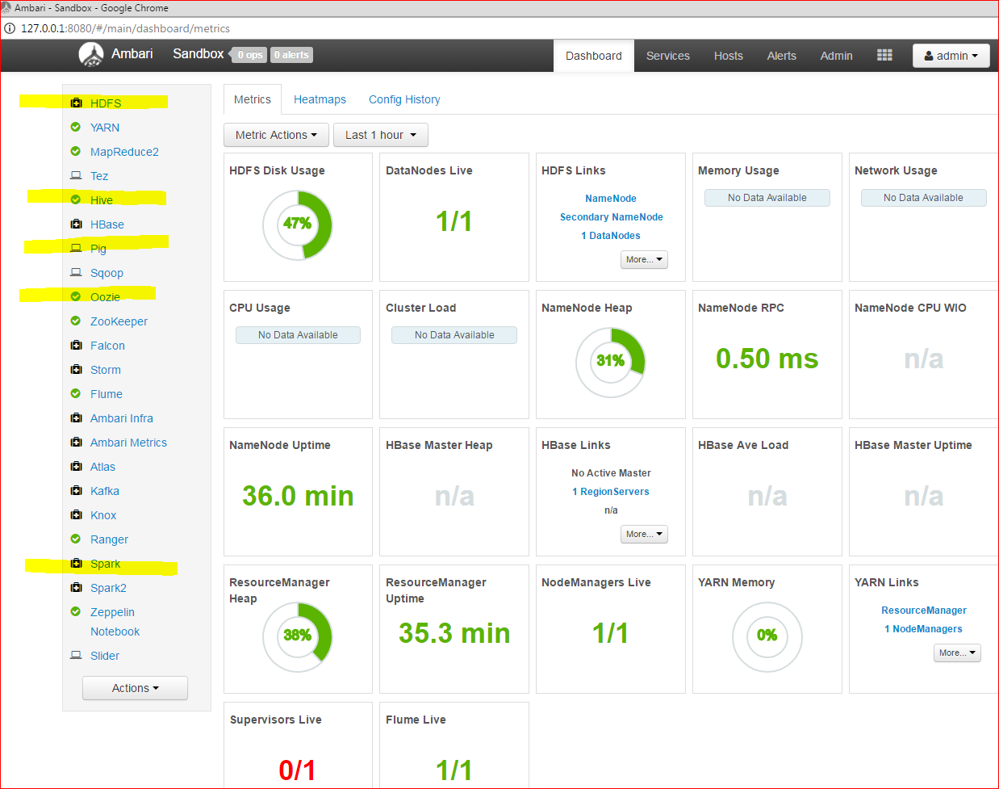 Ambari - Sandbox - Google Chrome
127.0.0.1:8080/#/main/dashboard/metrics
Ambari Sandbox 0 ops 0 alerts Dashboard Services Hosts Alerts Admin admin
HDFS
YARN
MapReduce2
Tez
Hive
HBase
Pig
Sqoop
Oozie
ZooKeeper
Falcon
Storm
Flume
Ambari Infra
Ambari Metrics
Atlas
Kafka
Knox
Ranger
Spark
Spark2
Zeppelin
Notebook
Slider
Actions
Metrics Heatmaps Config History
Metric Actions Last 1 hour
HDFS Disk Usage
47%
DataNodes Live
1/1
HDFS Links
NameNode
Secondary NameNode
1 DataNodes
More...
Memory Usage
No Data Available
Network Usage
No Data Available
CPU Usage
No Data Available
Cluster Load
No Data Available
NameNode Heap
31%
NameNode RPC
0.50 ms
NameNode CPU WIO
n/a
NameNode Uptime
36.0 min
HBase Master Heap
n/a
HBase Links
No Active Master
1 RegionServers
n/a
More...
HBase Ave Load
n/a
HBase Master Uptime
n/a
ResourceManager
Heap
38%
ResourceManager
Uptime
35.3 min
NodeManagers Live
1/1
YARN Memory
0%
YARN Links
ResourceManager
1 NodeManagers
More...
Supervisors Live
0/1
Flume Live
1/1